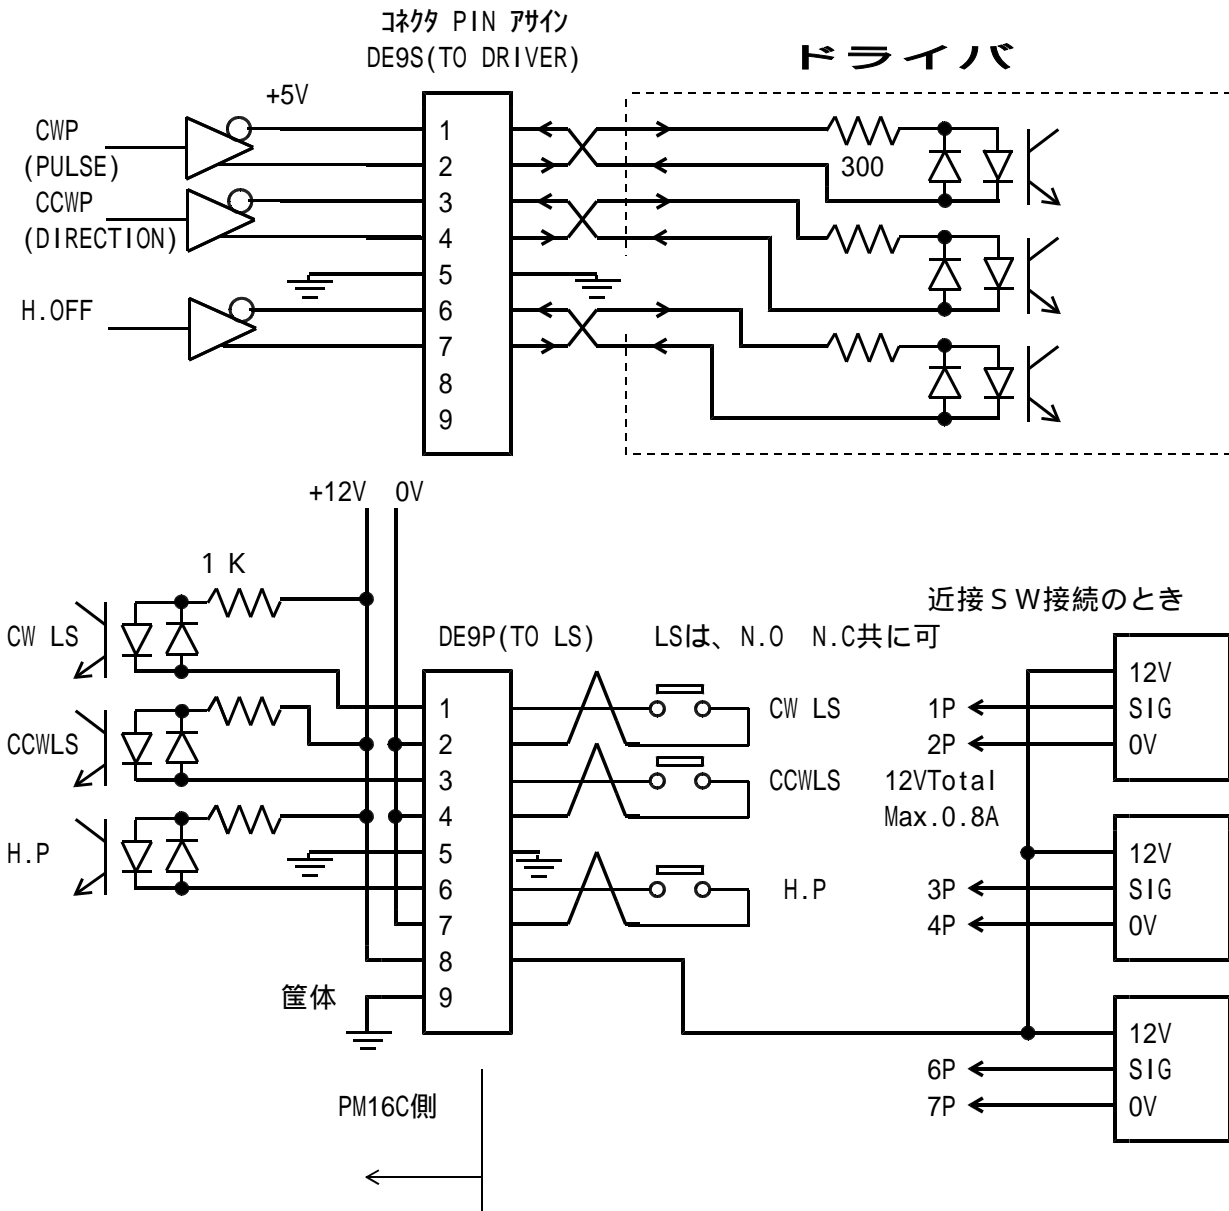 コネクタ PIN アサイン
DE9S(TO DRIVER)
ドライバ
+5V
CWP
(PULSE)
CCWP
(DIRECTION)
H.OFF
1
2
3
4
5
6
7
8
9
300
+12V 0V
1 K
CW LS
CCWLS
H.P
DE9P(TO LS)
LSは、N.O N.C共に可
近接SW接続のとき
1
2
3
4
5
6
7
8
9
CW LS
CCWLS
H.P
12VTotal
Max.0.8A
1P
2P
12V
SIG
0V
3P
4P
12V
SIG
0V
6P
7P
12V
SIG
0V
筐体
PM16C側